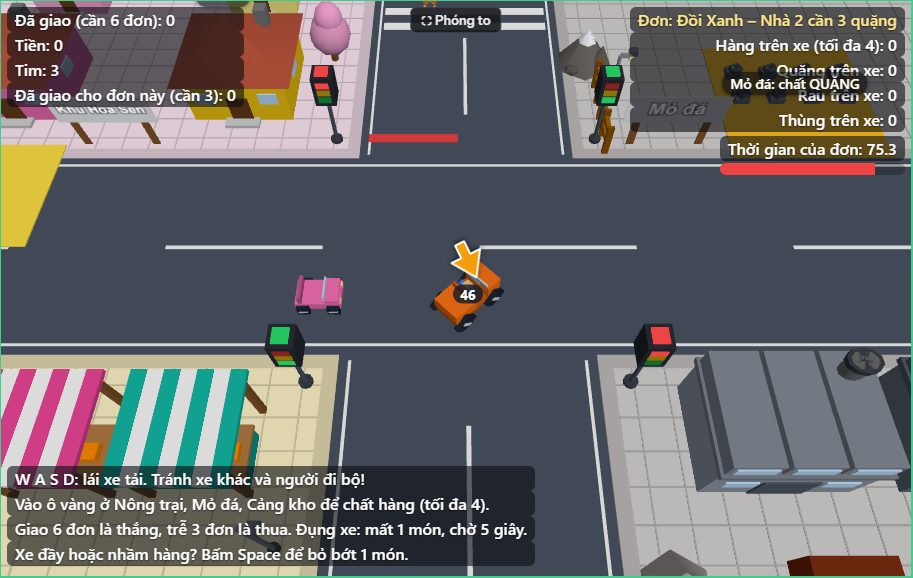 Đã giao (cần 6 đơn): 0
Tiền: 0
Tim: 3
Đã giao cho đơn này (cần 3): 0
Khu Hoa Sen
Phóng to
Đơn: Đồi Xanh – Nhà 2 cần 3 quặng
Hàng trên xe (tối đa 4): 0
Quặng trên xe: 0
Mỏ đá: chất QUẶNG
Rau trên xe: 0
Mỏ đá
Thùng trên xe: 0
Thời gian của đơn: 75.3
46
W A S D: lái xe tải. Tránh xe khác và người đi bộ!
Vào ô vàng ở Nông trại, Mỏ đá, Cảng kho để chất hàng (tối đa 4).
Giao 6 đơn là thắng, trễ 3 đơn là thua. Đụng xe: mất 1 món, chờ 5 giây.
Xe đầy hoặc nhầm hàng? Bấm Space để bỏ bớt 1 món.